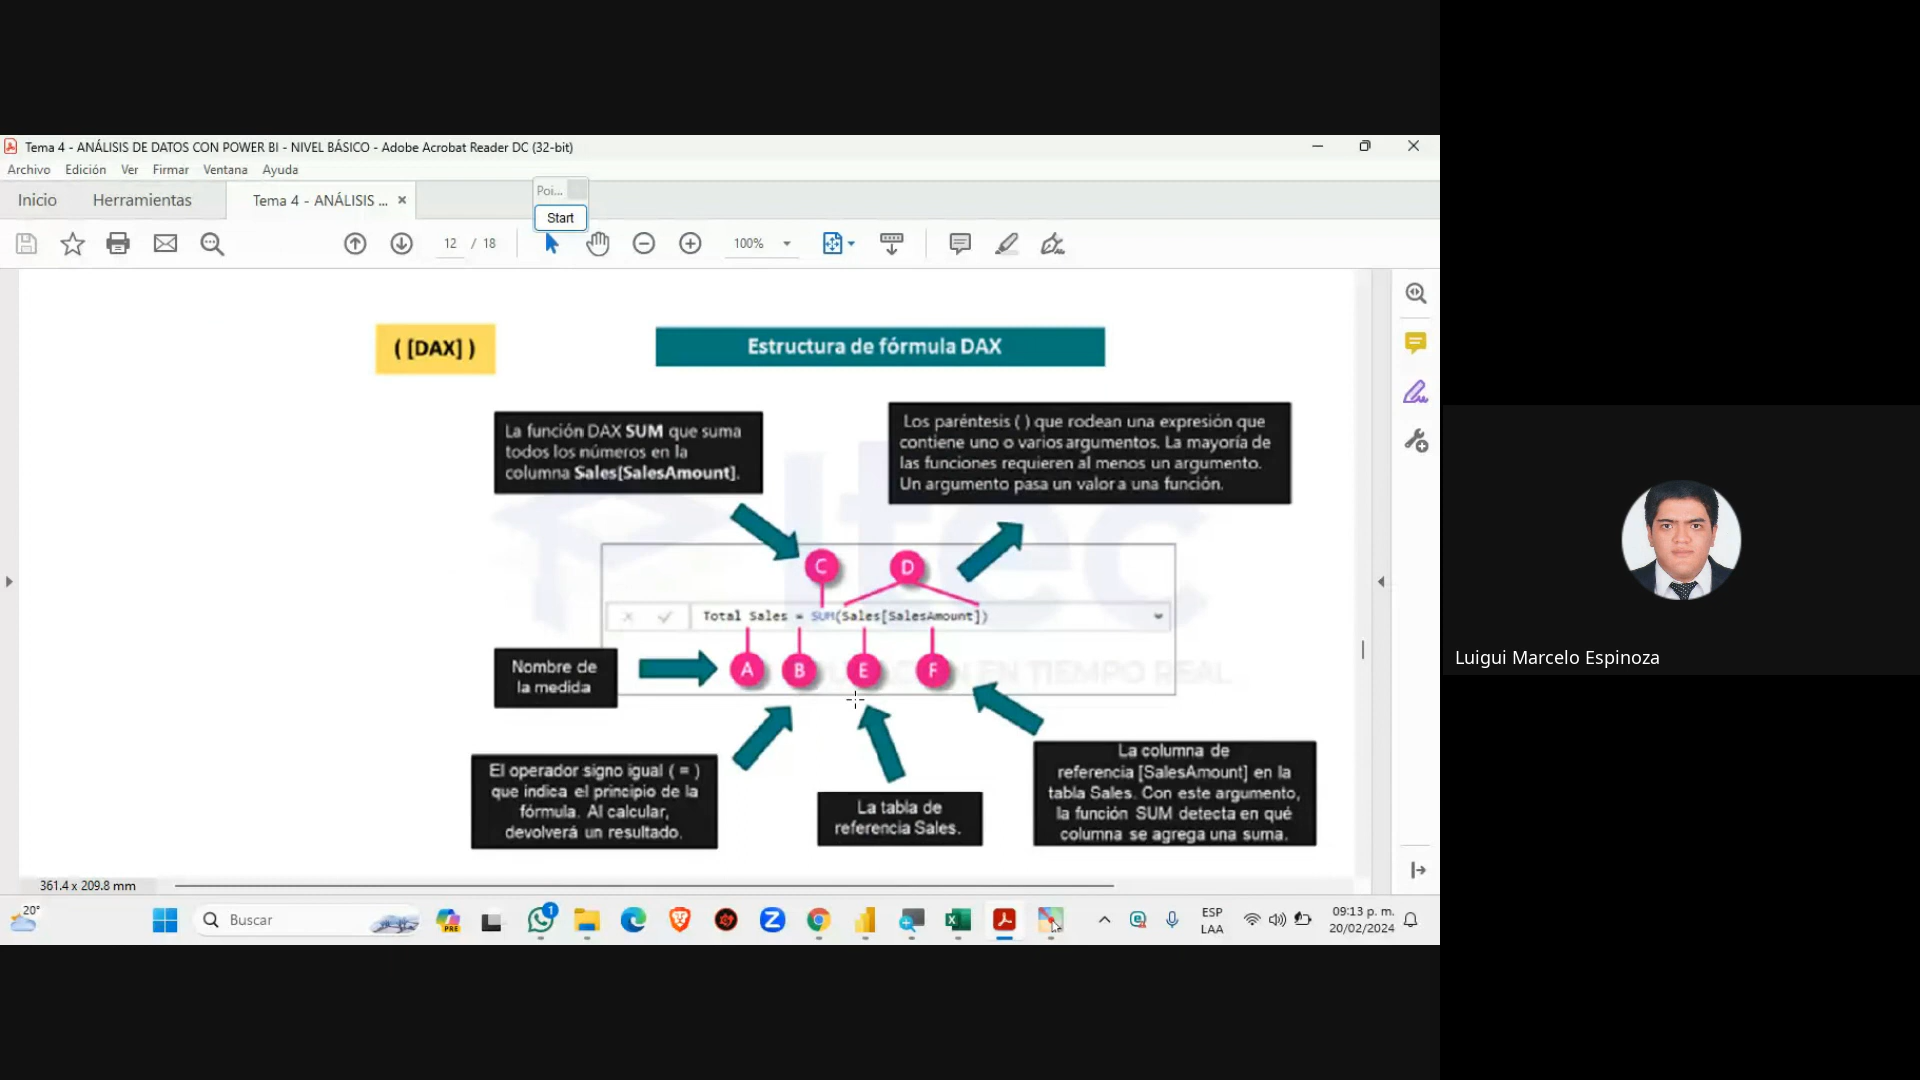 Tema 4 - ANÁLISIS DE DATOS CON POWER BI - NIVEL BÁSICO - Adobe Acrobat Reader DC (32-bit)
Archivo Edición Ver Firmar Ventana Ayuda
Inicio Herramientas Tema 4 - ANÁLISIS ... ×
Poi...
Start
12 / 18 100%
( [DAX] )
Estructura de fórmula DAX
La función DAX SUM que suma
todos los números en la
columna Sales[SalesAmount].
Los paréntesis ( ) que rodean una expresión que
contiene uno o varios argumentos. La mayoría de
las funciones requieren al menos un argumento.
Un argumento pasa un valor a una función.
Itec
C D
Total Sales = SUM(Sales[SalesAmount])
A B E F
EN TIEMPO REAL
Nombre de
la medida
El operador signo igual ( = )
que indica el principio de la
fórmula. Al calcular,
devolverá un resultado.
La tabla de
referencia Sales.
La columna de
referencia [SalesAmount] en la
tabla Sales. Con este argumento,
la función SUM detecta en qué
columna se agrega una suma.
361.4 x 209.8 mm
20°
Buscar
PRE
1
ESP
LAA
09:13 p. m.
20/02/2024
Luigui Marcelo Espinoza